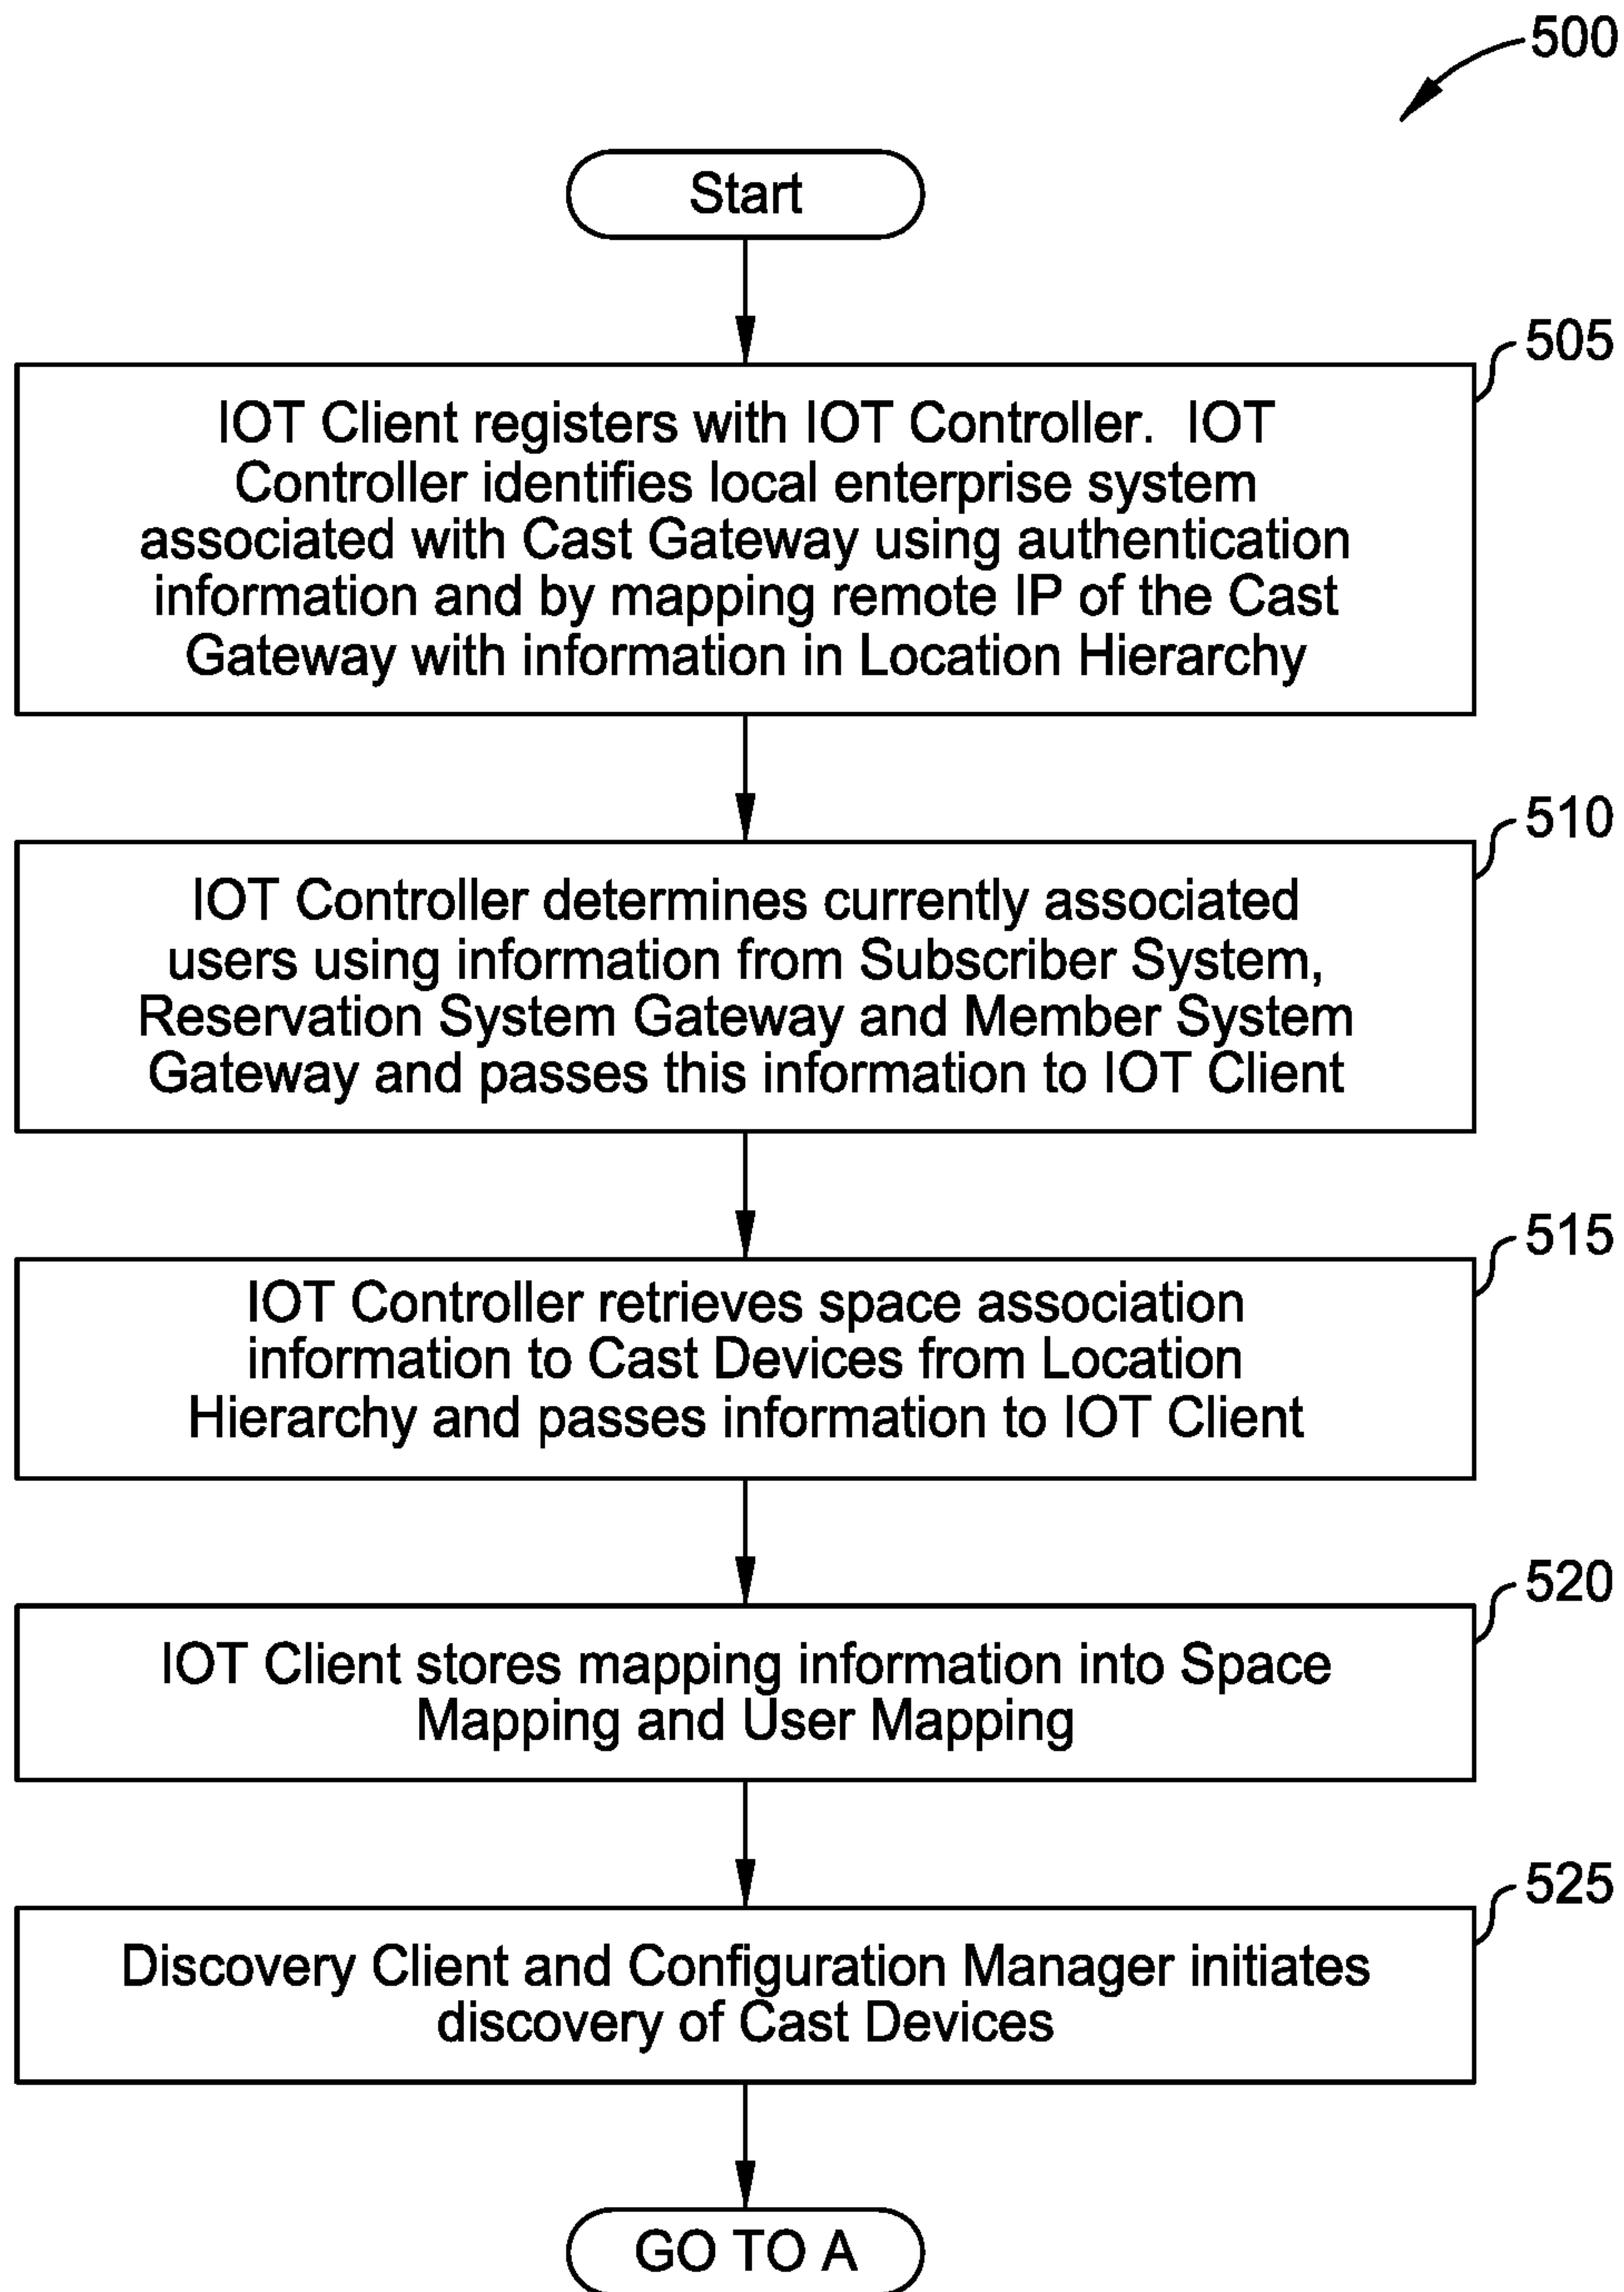 500
Start
505
IOT Client registers with IOT Controller.  IOT
Controller identifies local enterprise system
associated with Cast Gateway using authentication
information and by mapping remote IP of the Cast
Gateway with information in Location Hierarchy
510
IOT Controller determines currently associated
users using information from Subscriber System,
Reservation System Gateway and Member System
Gateway and passes this information to IOT Client
515
IOT Controller retrieves space association
information to Cast Devices from Location
Hierarchy and passes information to IOT Client
520
IOT Client stores mapping information into Space
Mapping and User Mapping
525
Discovery Client and Configuration Manager initiates
discovery of Cast Devices
GO TO A